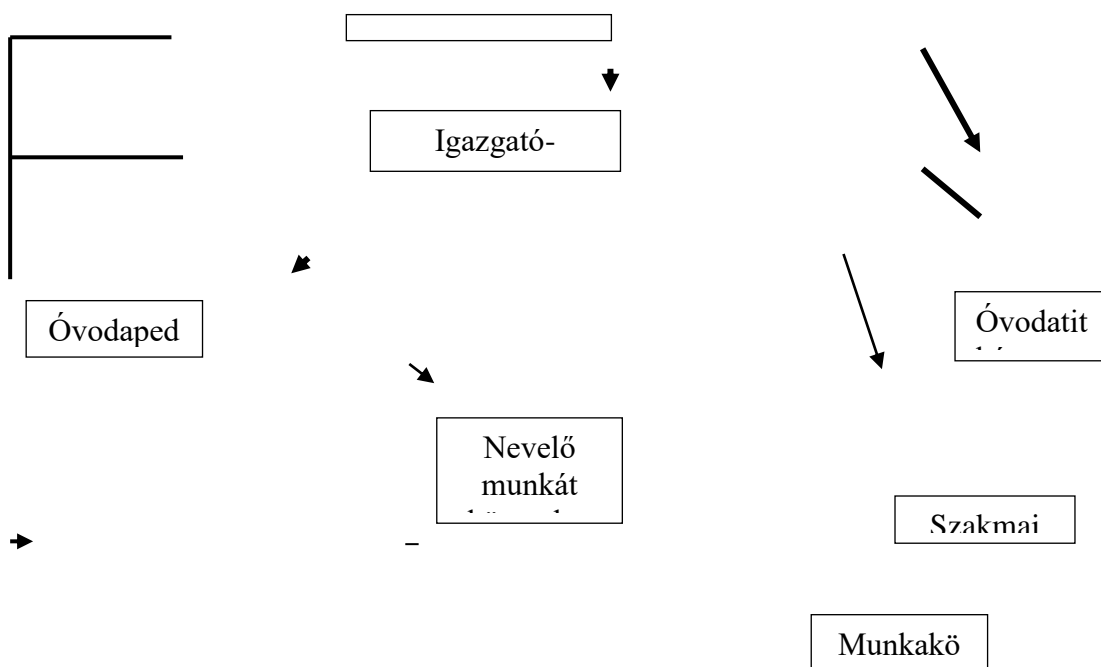 Igazgató-
Óvodaped
Óvodatit
Nevelő
munkát
Szakmai
Munkakö